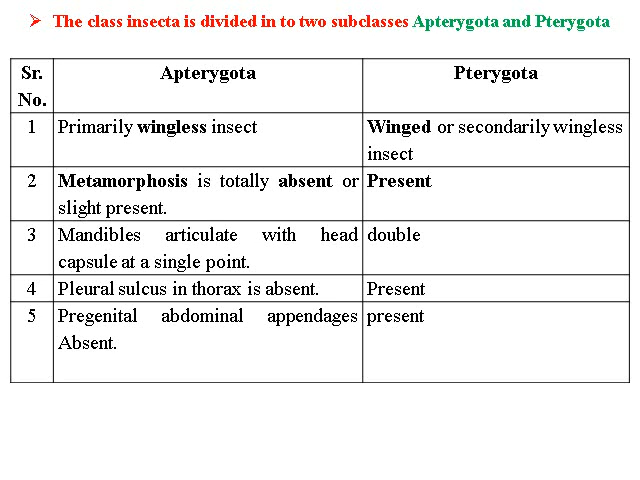 ➢ The class insecta is divided in to two subclasses Apterygota and Pterygota
Sr. No. Apterygota Pterygota
1 Primarily wingless insect Winged or secondarily wingless insect
2 Metamorphosis is totally absent or slight present. Present
3 Mandibles articulate with head capsule at a single point. double
4 Pleural sulcus in thorax is absent. Present
5 Pregenital abdominal appendages Absent. present